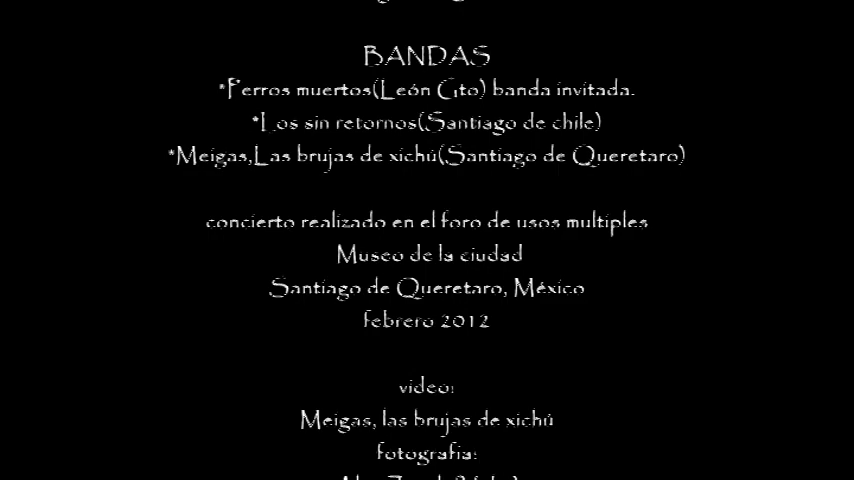 BANDAS
*Perros muertos(León Gto) banda invitada.
*Los sin retornos(Santiago de chile)
*Meigas,Las brujas de xichú(Santiago de Queretaro)
concierto realizado en el foro de usos multiples
Museo de la ciudad
Santiago de Queretaro, México
febrero 2012
video:
Meigas, las brujas de xichú
fotografia: